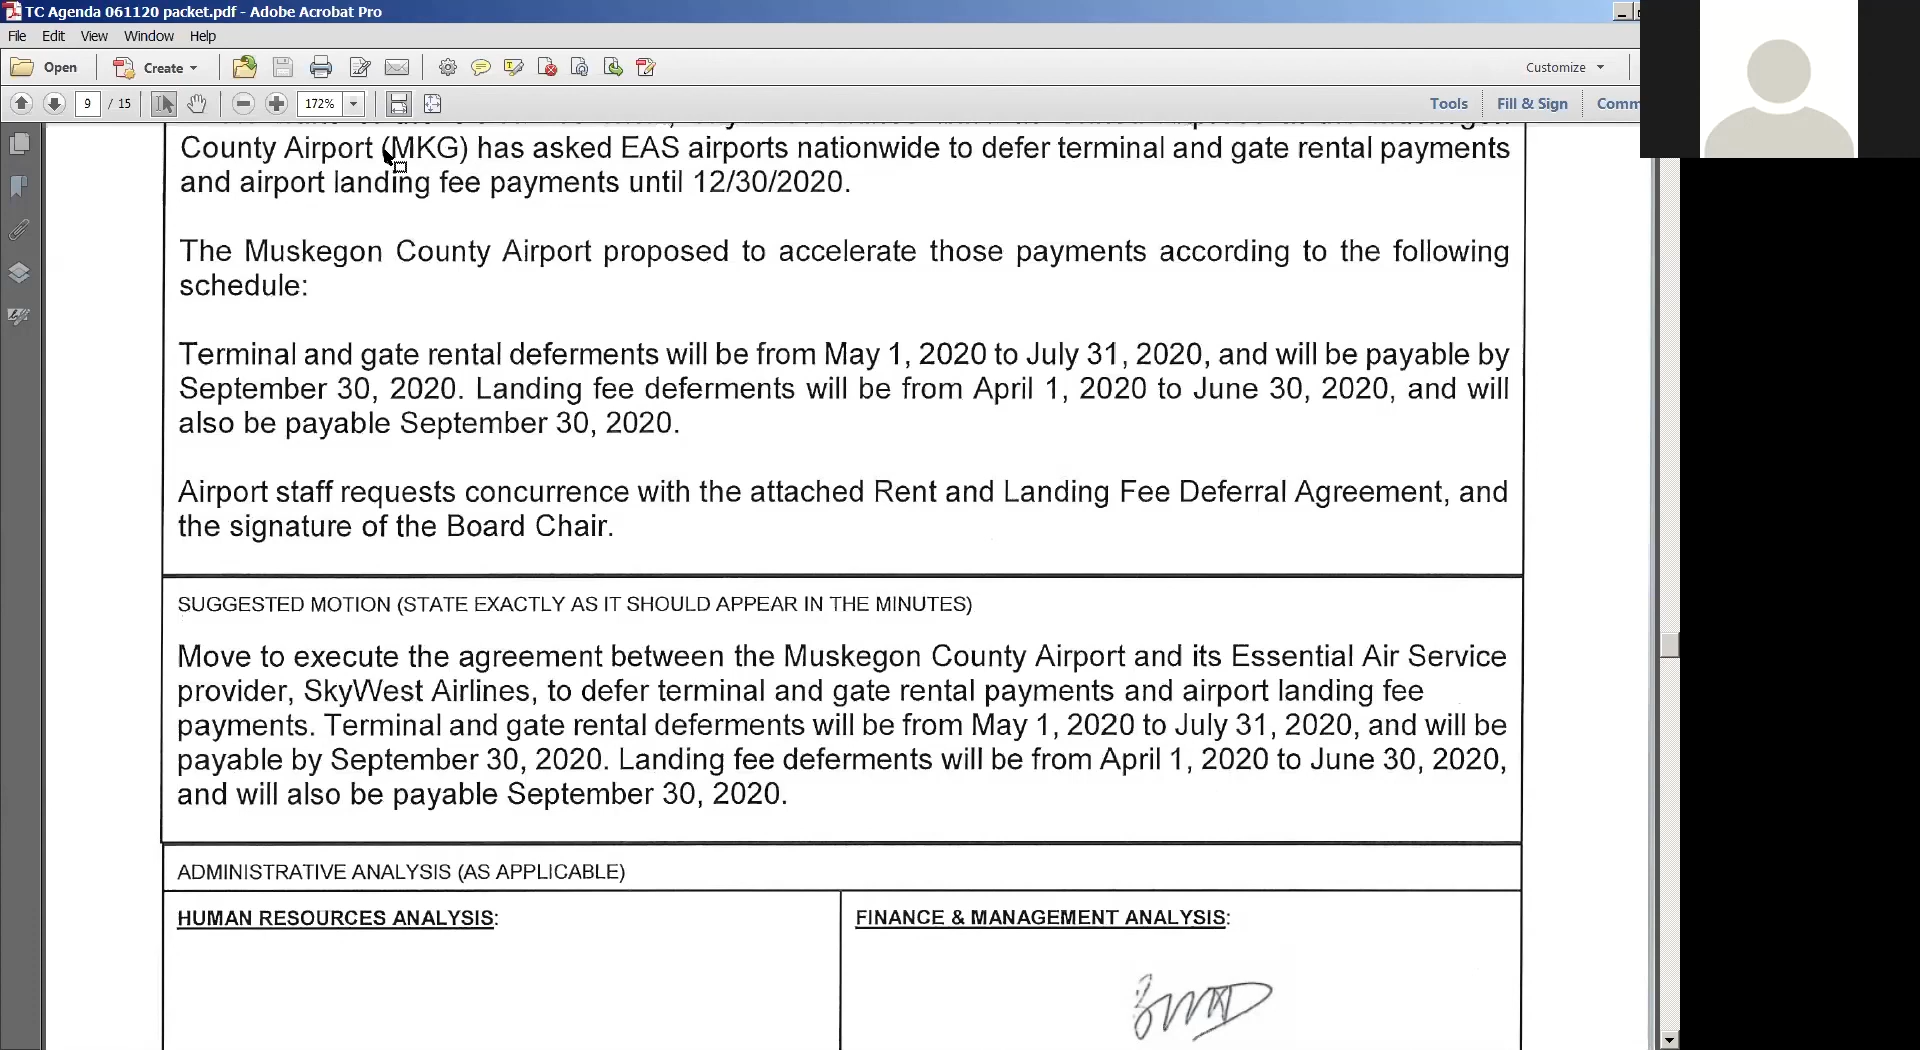 TC Agenda 061120 packet.pdf - Adobe Acrobat Pro
File Edit View Window Help
Open Create Customize
9 / 15 172% Tools Fill & Sign Comm
County Airport (MKG) has asked EAS airports nationwide to defer terminal and gate rental payments
and airport landing fee payments until 12/30/2020.
The Muskegon County Airport proposed to accelerate those payments according to the following
schedule:
Terminal and gate rental deferments will be from May 1, 2020 to July 31, 2020, and will be payable by
September 30, 2020. Landing fee deferments will be from April 1, 2020 to June 30, 2020, and will
also be payable September 30, 2020.
Airport staff requests concurrence with the attached Rent and Landing Fee Deferral Agreement, and
the signature of the Board Chair.
SUGGESTED MOTION (STATE EXACTLY AS IT SHOULD APPEAR IN THE MINUTES)
Move to execute the agreement between the Muskegon County Airport and its Essential Air Service
provider, SkyWest Airlines, to defer terminal and gate rental payments and airport landing fee
payments. Terminal and gate rental deferments will be from May 1, 2020 to July 31, 2020, and will be
payable by September 30, 2020. Landing fee deferments will be from April 1, 2020 to June 30, 2020,
and will also be payable September 30, 2020.
ADMINISTRATIVE ANALYSIS (AS APPLICABLE)
HUMAN RESOURCES ANALYSIS:
FINANCE & MANAGEMENT ANALYSIS: